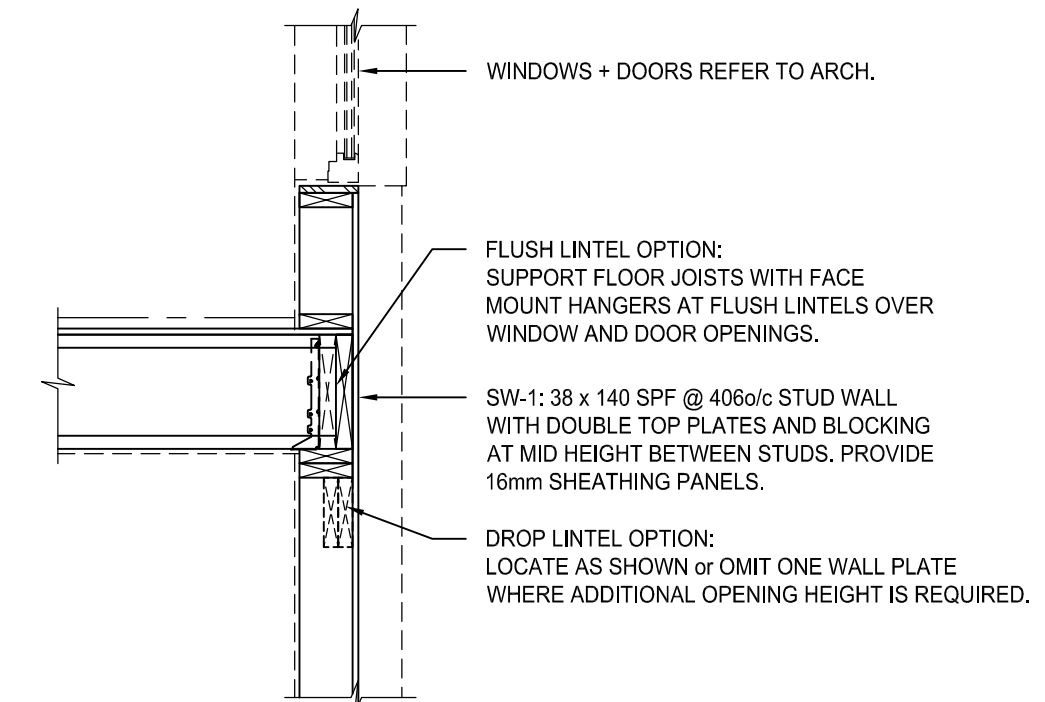 WINDOWS + DOORS REFER TO ARCH.
FLUSH LINTEL OPTION:
SUPPORT FLOOR JOISTS WITH FACE
MOUNT HANGERS AT FLUSH LINTELS OVER
WINDOW AND DOOR OPENINGS.
SW-1: 38 x 140 SPF @ 406o/c STUD WALL
WITH DOUBLE TOP PLATES AND BLOCKING
AT MID HEIGHT BETWEEN STUDS. PROVIDE
16mm SHEATHING PANELS.
DROP LINTEL OPTION:
LOCATE AS SHOWN or OMIT ONE WALL PLATE
WHERE ADDITIONAL OPENING HEIGHT IS REQUIRED.